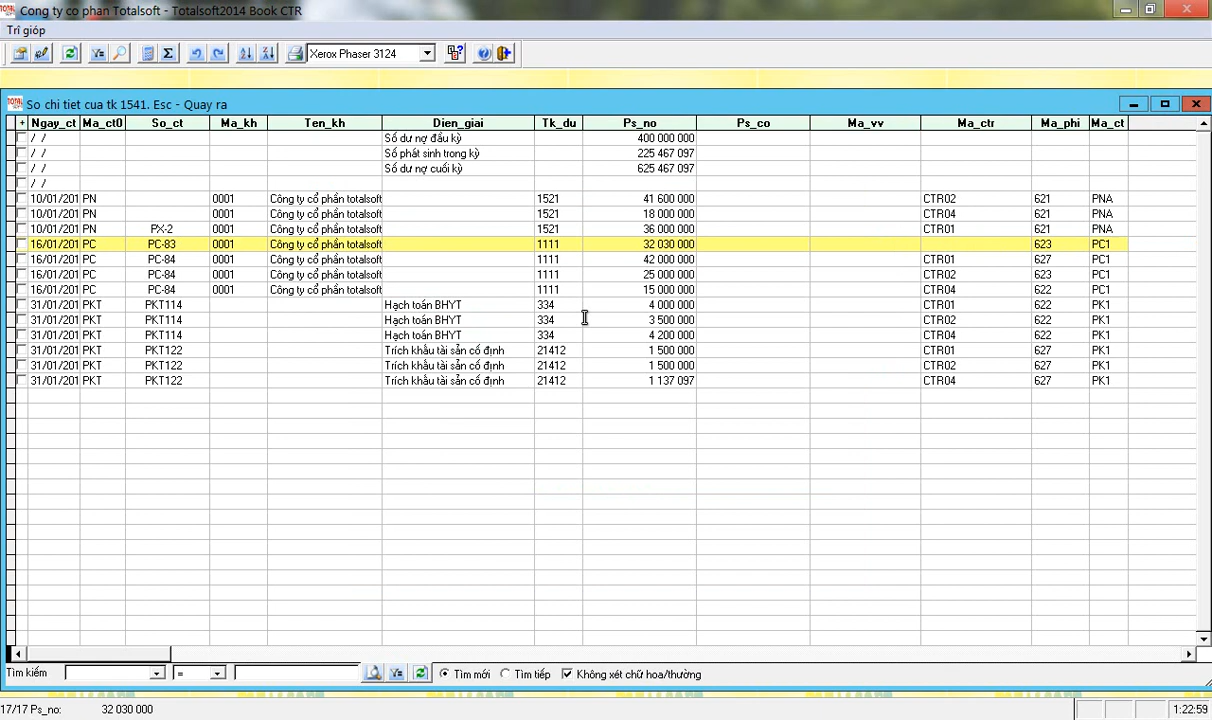 Cong ty co phan Totalsoft - Totalsoft2014 Book CTR
Trî gióp
Xerox Phaser 3124
So chi tiet cua tk 1541. Esc - Quay ra
+ Ngay_ct Ma_ct0 So_ct Ma_kh Ten_kh Dien_giai Tk_du Ps_no Ps_co Ma_vv Ma_ctr Ma_phi Ma_ct
/ / Số dư nợ đầu kỳ 400 000 000
/ / Số phát sinh trong kỳ 225 467 097
/ / Số dư nợ cuối kỳ 625 467 097
/ /
10/01/201 PN 0001 Công ty cổ phần totalsoft 1521 41 600 000 CTR02 621 PNA
10/01/201 PN 0001 Công ty cổ phần totalsoft 1521 18 000 000 CTR04 621 PNA
10/01/201 PN PX-2 0001 Công ty cổ phần totalsoft 1521 36 000 000 CTR01 621 PNA
16/01/201 PC PC-83 0001 Công ty cổ phần totalsoft 1111 32 030 000 623 PC1
16/01/201 PC PC-84 0001 Công ty cổ phần totalsoft 1111 42 000 000 CTR01 627 PC1
16/01/201 PC PC-84 0001 Công ty cổ phần totalsoft 1111 25 000 000 CTR02 623 PC1
16/01/201 PC PC-84 0001 Công ty cổ phần totalsoft 1111 15 000 000 CTR04 622 PC1
31/01/201 PKT PKT114 Hạch toán BHYT 334 4 000 000 CTR01 622 PK1
31/01/201 PKT PKT114 Hạch toán BHYT 334 3 500 000 CTR02 622 PK1
31/01/201 PKT PKT114 Hạch toán BHYT 334 4 200 000 CTR04 622 PK1
31/01/201 PKT PKT122 Trích khấu tài sản cố định 21412 1 500 000 CTR01 627 PK1
31/01/201 PKT PKT122 Trích khấu tài sản cố định 21412 1 500 000 CTR02 627 PK1
31/01/201 PKT PKT122 Trích khấu tài sản cố định 21412 1 137 097 CTR04 627 PK1
Tìm kiếm = Tìm mới Tìm tiếp Không xét chữ hoa/thường
17/17 Ps_no: 32 030 000 1:22:59